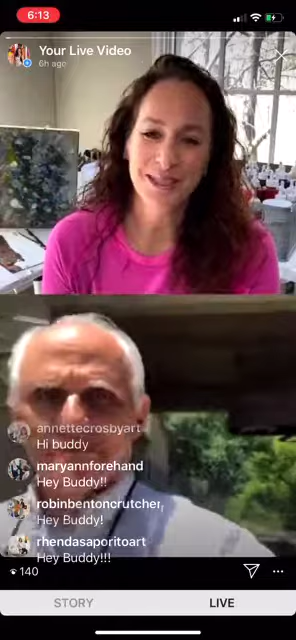 6:13
Your Live Video
6h ago
annettecrosbyart
Hi buddy
maryannforehand
Hey Buddy!!
robinbentoncrutcher
Hey Buddy!
rhendasaporitoart
Hey Buddy!!!
140
STORY LIVE